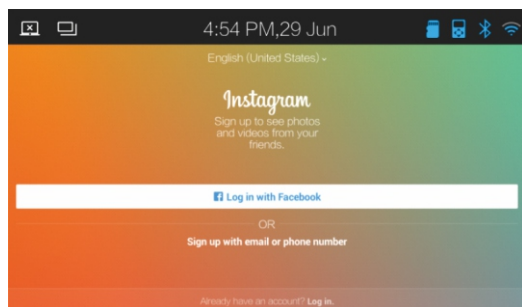 4:54 PM,29 Jun
English (United States)
Instagram
Sign up to see photos
and videos from your
friends.
Log in with Facebook
OR
Sign up with email or phone number
Already have an account? Log in.